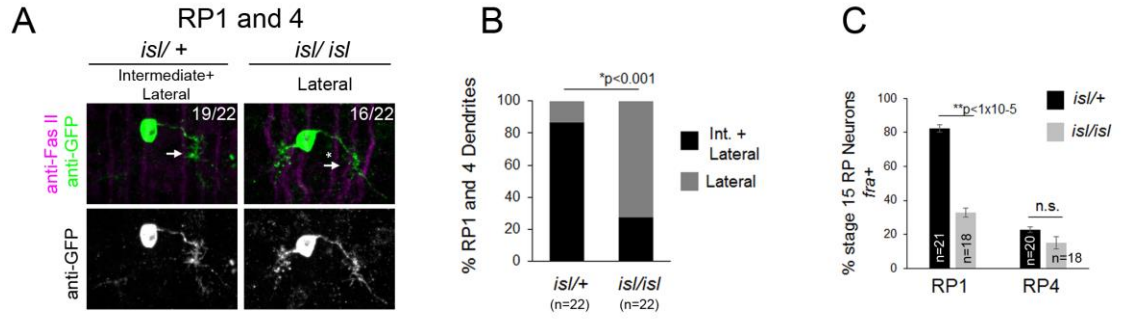 A
RP1 and 4
isl/ +
isl/ isl
Intermediate+
Lateral
Lateral
19/22
16/22
*
anti-Fas II
anti-GFP
anti-GFP
B
*p<0.001
% RP1 and 4 Dendrites
100
80
60
40
20
0
isl/+
(n=22)
isl/isl
(n=22)
Int. +
Lateral
Lateral
C
% stage 15 RP Neurons
fra+
100
80
60
40
20
0
**p<1x10-5
isl/+
isl/isl
n.s.
n=21
n=18
n=20
n=18
RP1
RP4